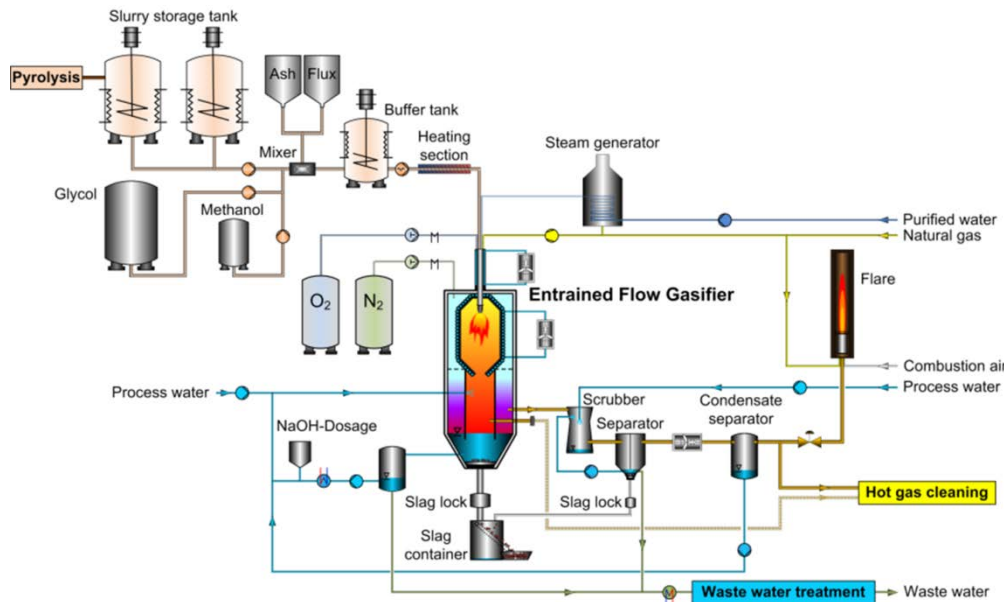 Slurry storage tank
Pyrolysis
Ash
Flux
Buffer tank
Mixer
Heating
section
Steam generator
Glycol
Methanol
Purified water
Natural gas
O2
N2
Entrained Flow Gasifier
Flare
Combustion air
Process water
Process water
Scrubber
Separator
Condensate
separator
NaOH-Dosage
Hot gas cleaning
Slag lock
Slag lock
Slag
container
Waste water treatment
Waste water